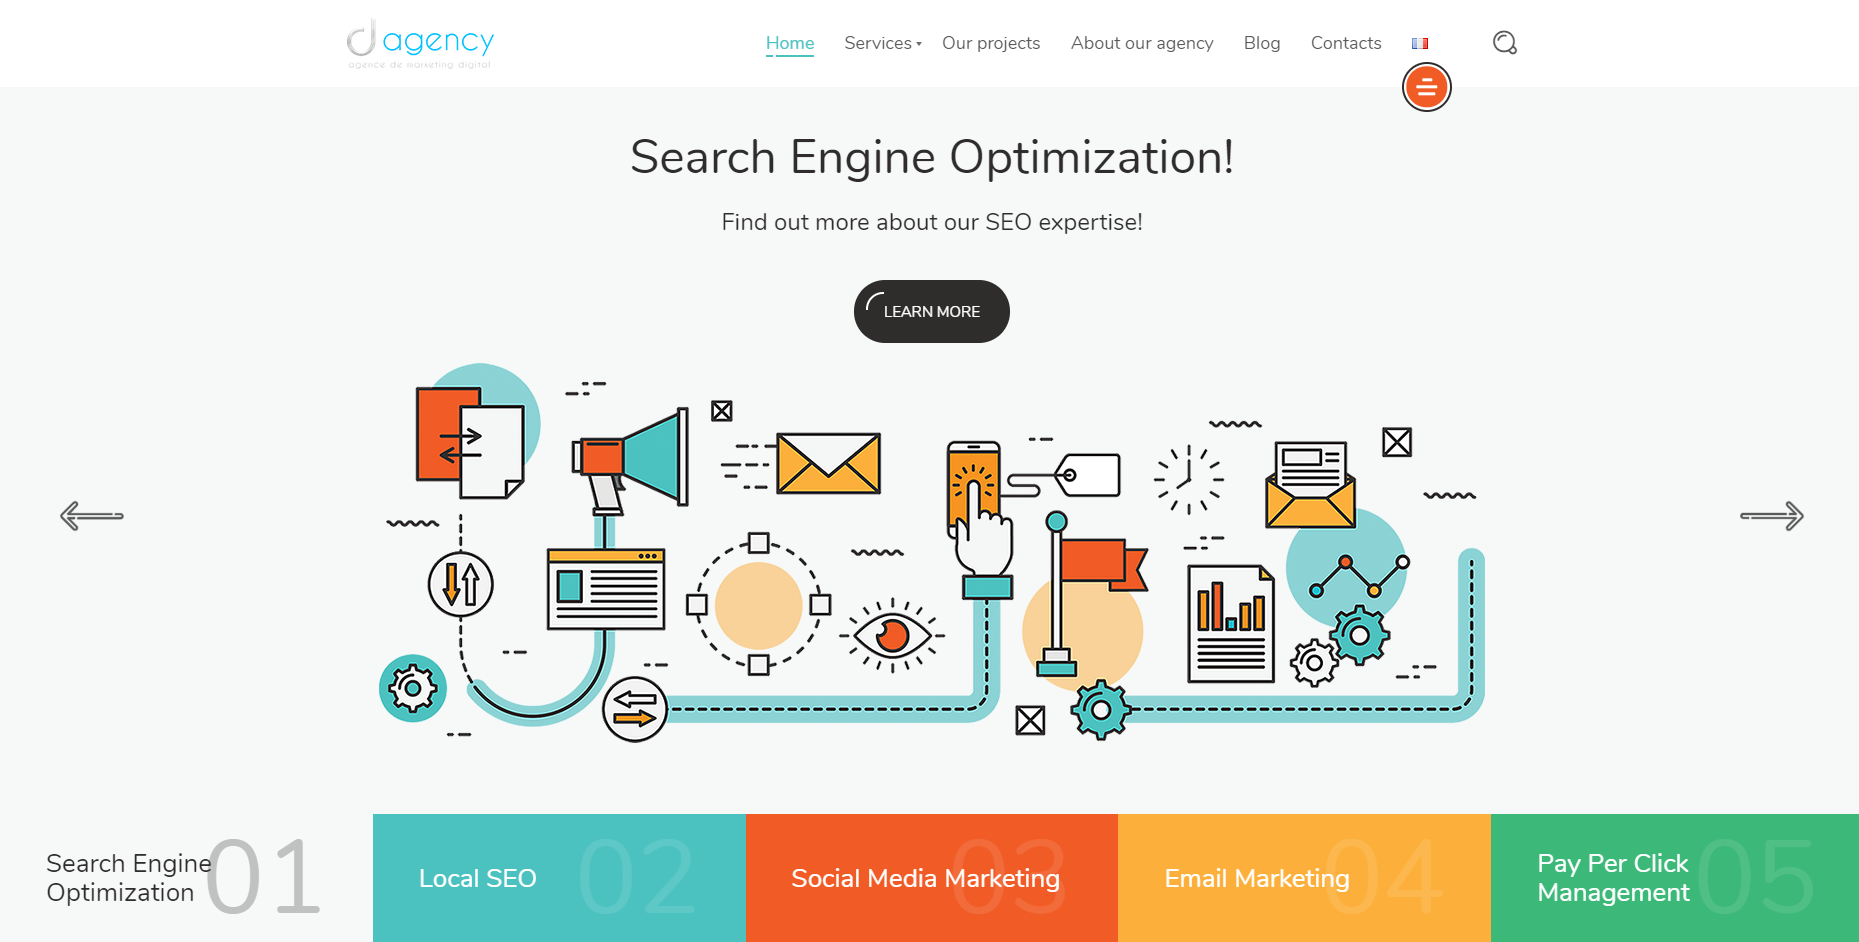 d agency
agence de marketing digital
Home Services Our projects About our agency Blog Contacts
Search Engine Optimization!
Find out more about our SEO expertise!
LEARN MORE
Search Engine
Optimization
01
Local SEO
02
Social Media Marketing
03
Email Marketing
04
Pay Per Click
Management
05